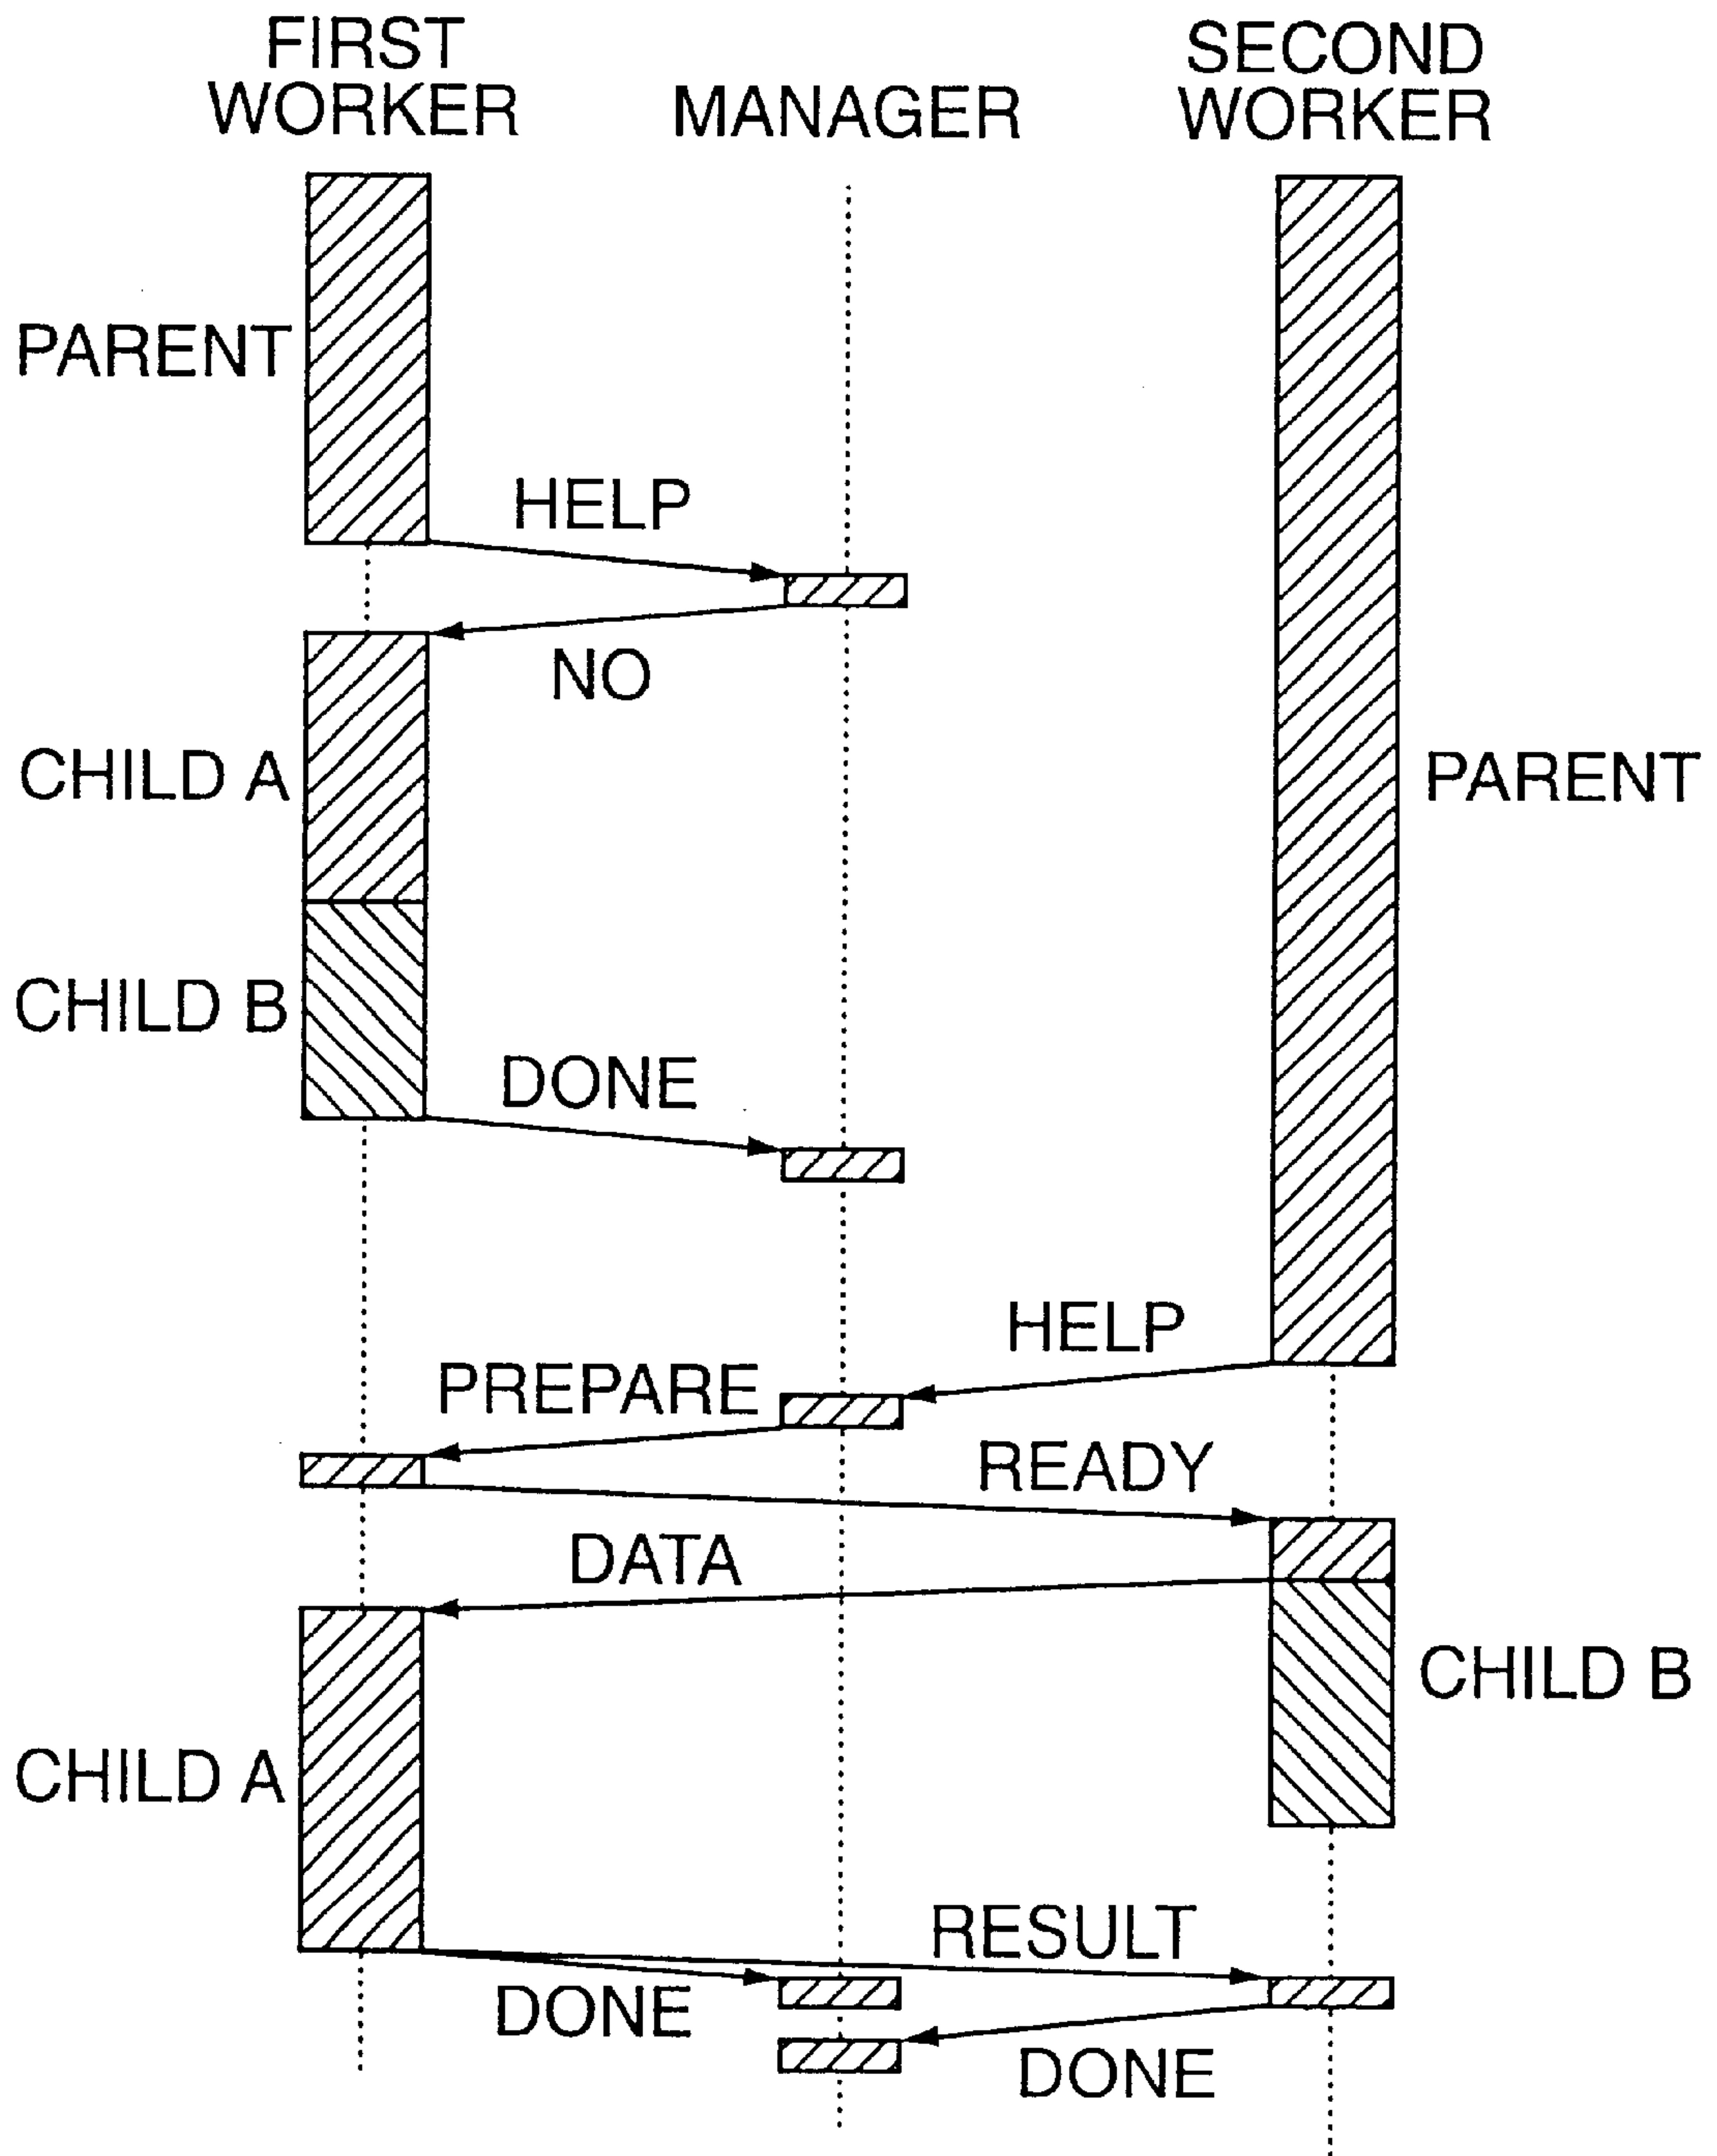 FIRST
WORKER
MANAGER
SECOND
WORKER
PARENT
HELP
NO
CHILD A
PARENT
CHILD B
DONE
HELP
PREPARE
READY
DATA
CHILD B
CHILD A
RESULT
DONE
DONE